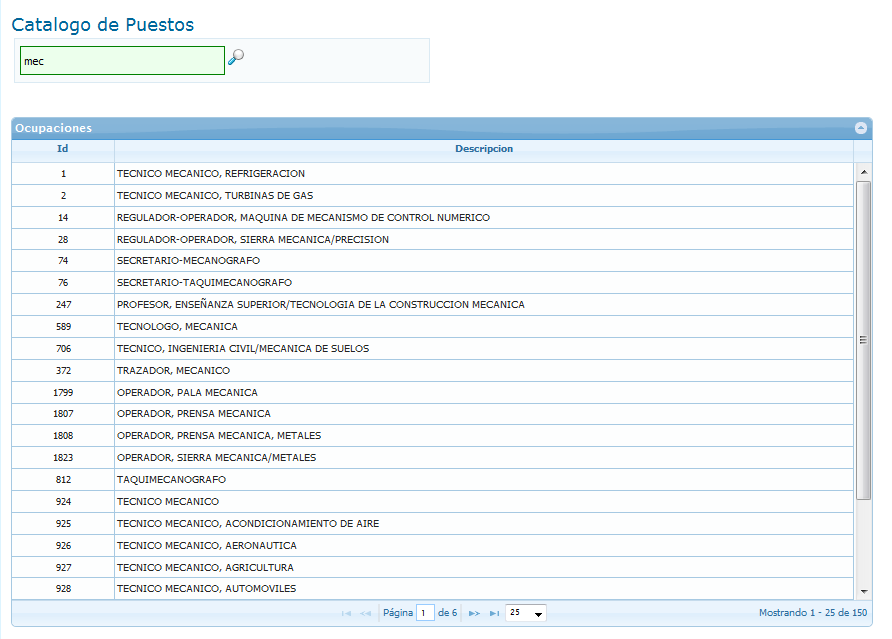 Catalogo de Puestos
mec
Ocupaciones
Id Descripcion
1 TECNICO MECANICO, REFRIGERACION
2 TECNICO MECANICO, TURBINAS DE GAS
14 REGULADOR-OPERADOR, MAQUINA DE MECANISMO DE CONTROL NUMERICO
28 REGULADOR-OPERADOR, SIERRA MECANICA/PRECISION
74 SECRETARIO-MECANOGRAFO
76 SECRETARIO-TAQUIMECANOGRAFO
247 PROFESOR, ENSEÑANZA SUPERIOR/TECNOLOGIA DE LA CONSTRUCCION MECANICA
589 TECNOLOGO, MECANICA
706 TECNICO, INGENIERIA CIVIL/MECANICA DE SUELOS
372 TRAZADOR, MECANICO
1799 OPERADOR, PALA MECANICA
1807 OPERADOR, PRENSA MECANICA
1808 OPERADOR, PRENSA MECANICA, METALES
1823 OPERADOR, SIERRA MECANICA/METALES
812 TAQUIMECANOGRAFO
924 TECNICO MECANICO
925 TECNICO MECANICO, ACONDICIONAMIENTO DE AIRE
926 TECNICO MECANICO, AERONAUTICA
927 TECNICO MECANICO, AGRICULTURA
928 TECNICO MECANICO, AUTOMOVILES
Página 1 de 6 25 Mostrando 1 - 25 de 150